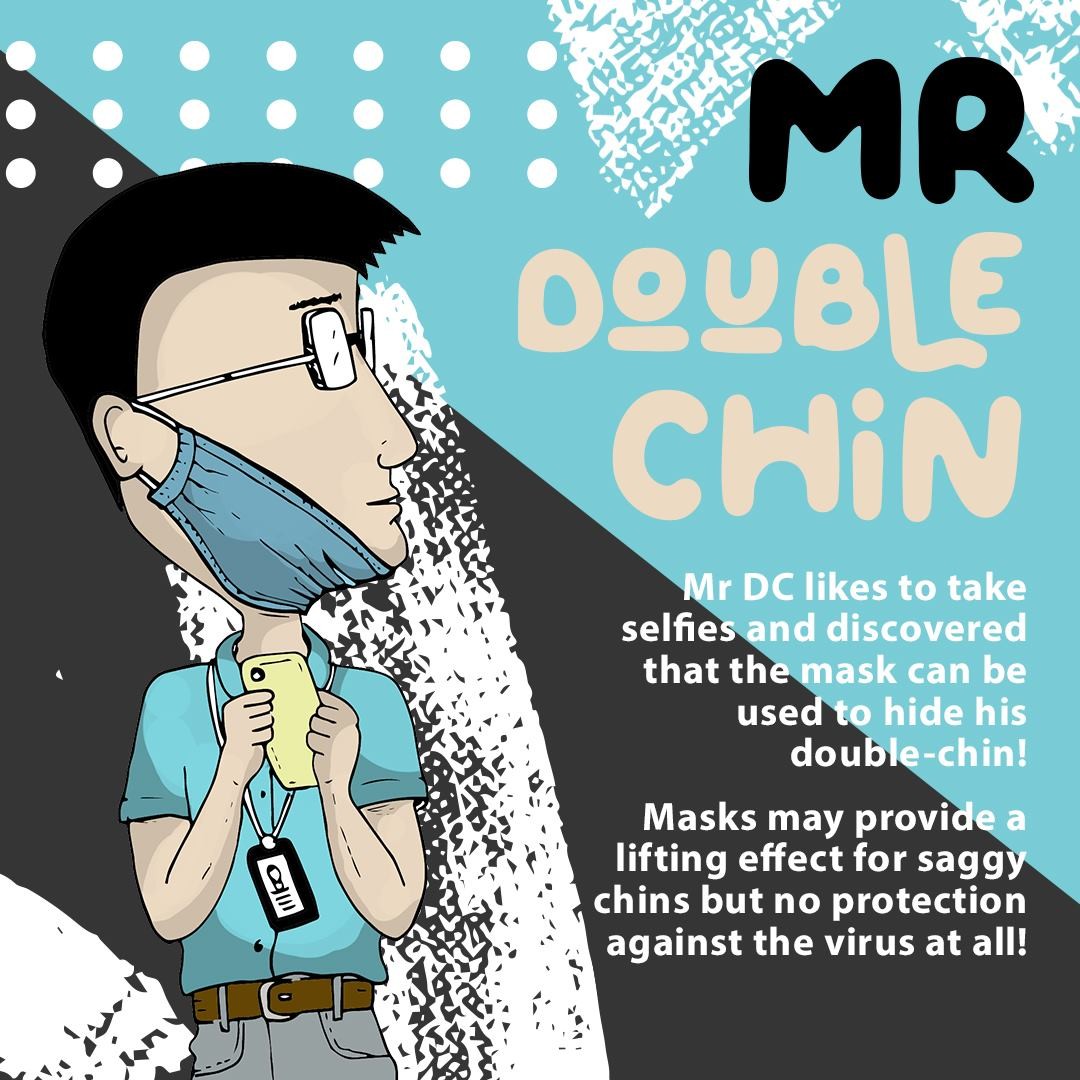 MR
DOUBLE
CHiN
Mr DC likes to take
selfies and discovered
that the mask can be
used to hide his
double-chin!
Masks may provide a
lifting effect for saggy
chins but no protection
against the virus at all!